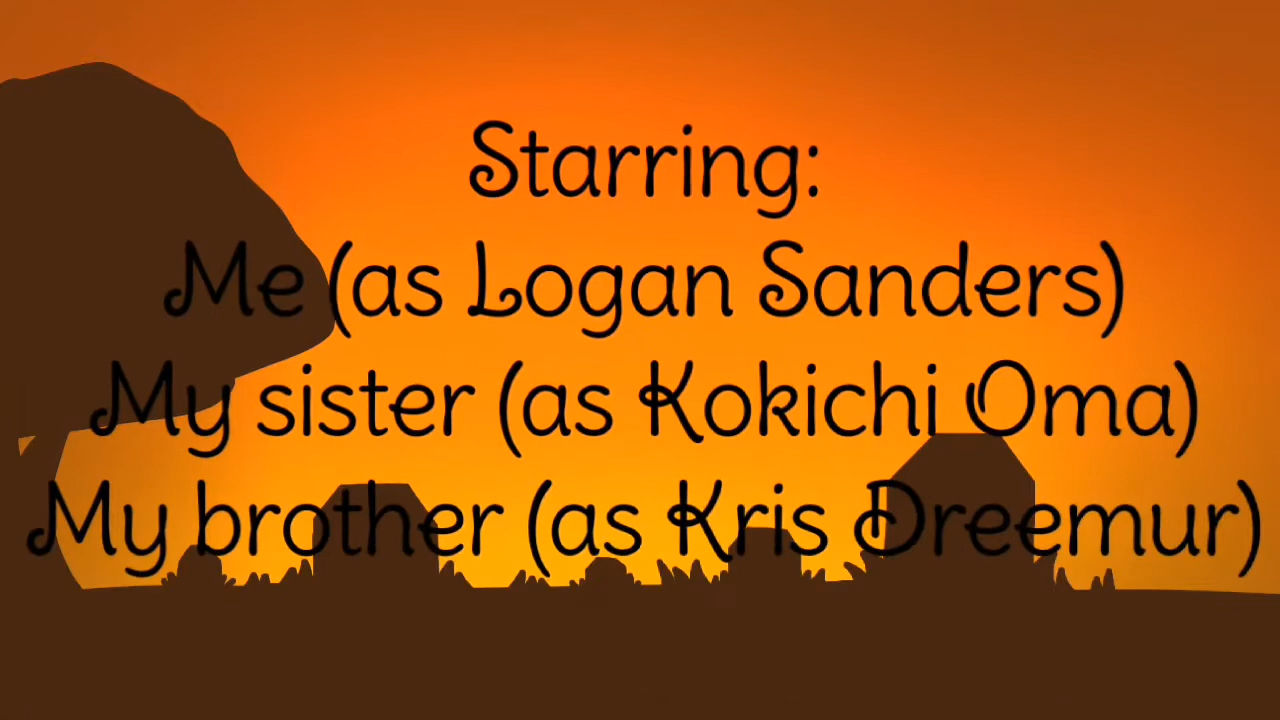 Starring:
Me (as Logan Sanders)
My sister (as Kokichi Oma)
My brother (as Kris Dreemur)